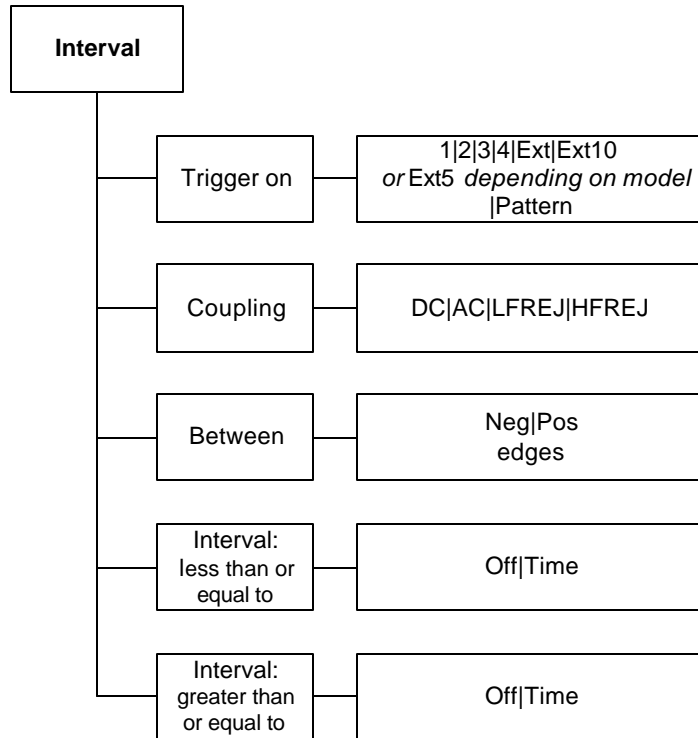 Interval
Trigger on
1|2|3|4|Ext|Ext10
or Ext5 depending on model
|Pattern
Coupling
DC|AC|LFREJ|HFREJ
Between
Neg|Pos
edges
Interval:
less than or
equal to
Off|Time
Interval:
greater than
or equal to
Off|Time